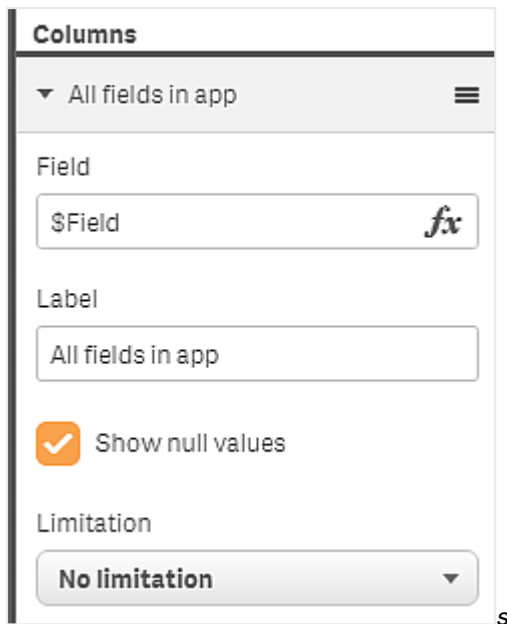 Columns
All fields in app
Field
$Field fx
Label
All fields in app
Show null values
Limitation
No limitation
s